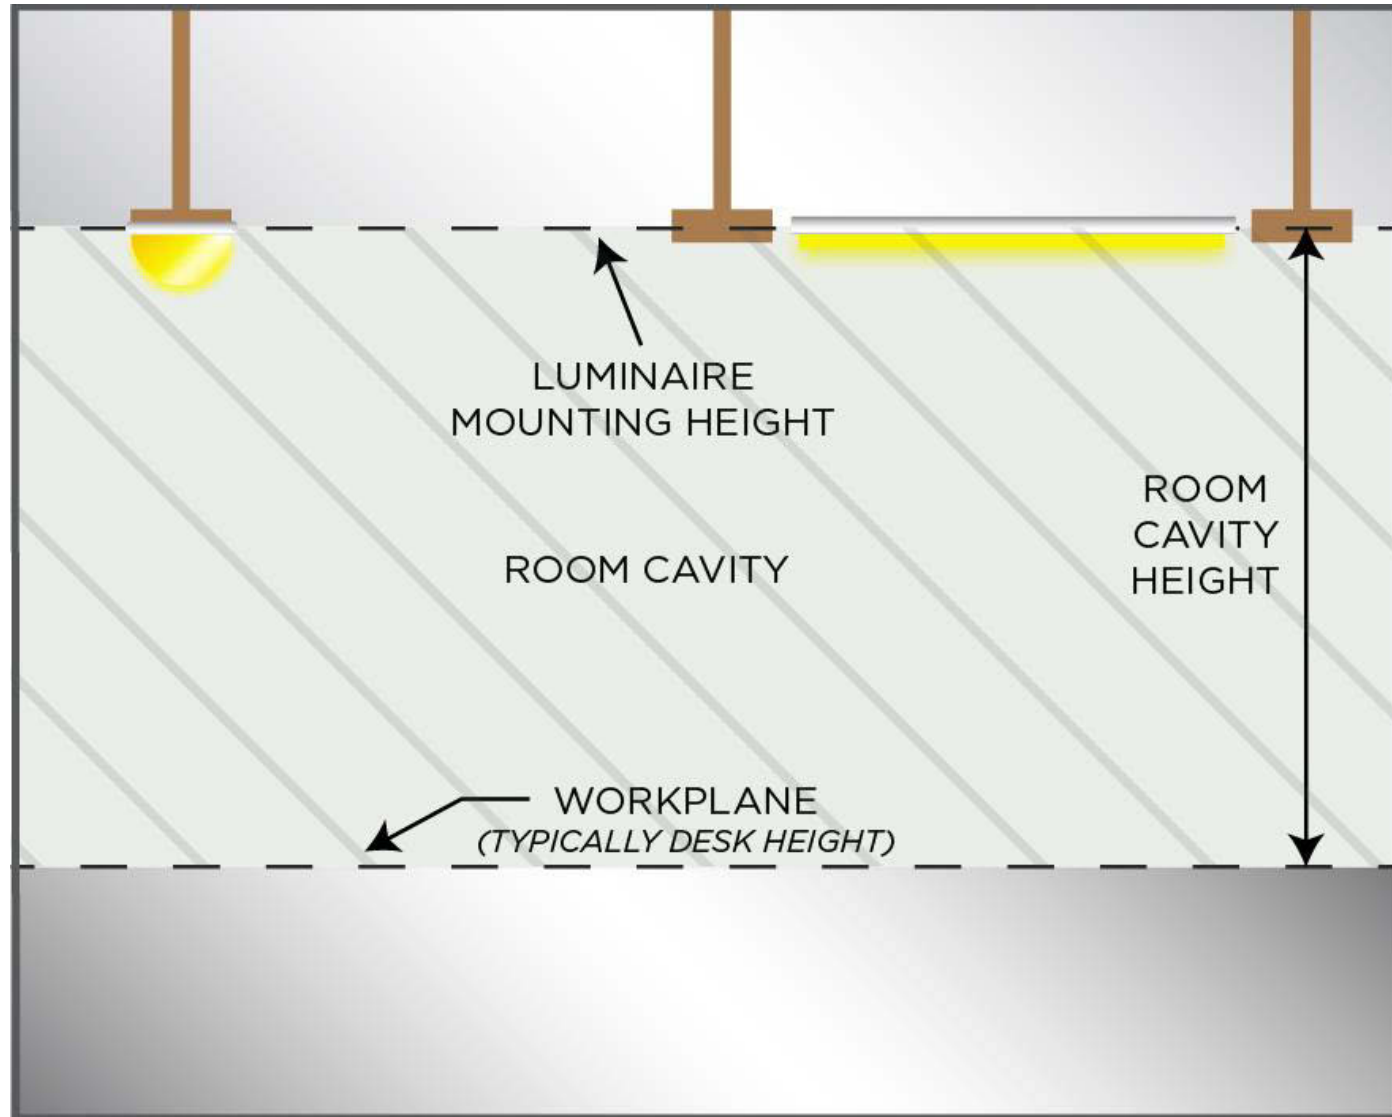 LUMINAIRE
MOUNTING HEIGHT
ROOM
CAVITY
HEIGHT
ROOM CAVITY
WORKPLANE
(TYPICALLY DESK HEIGHT)